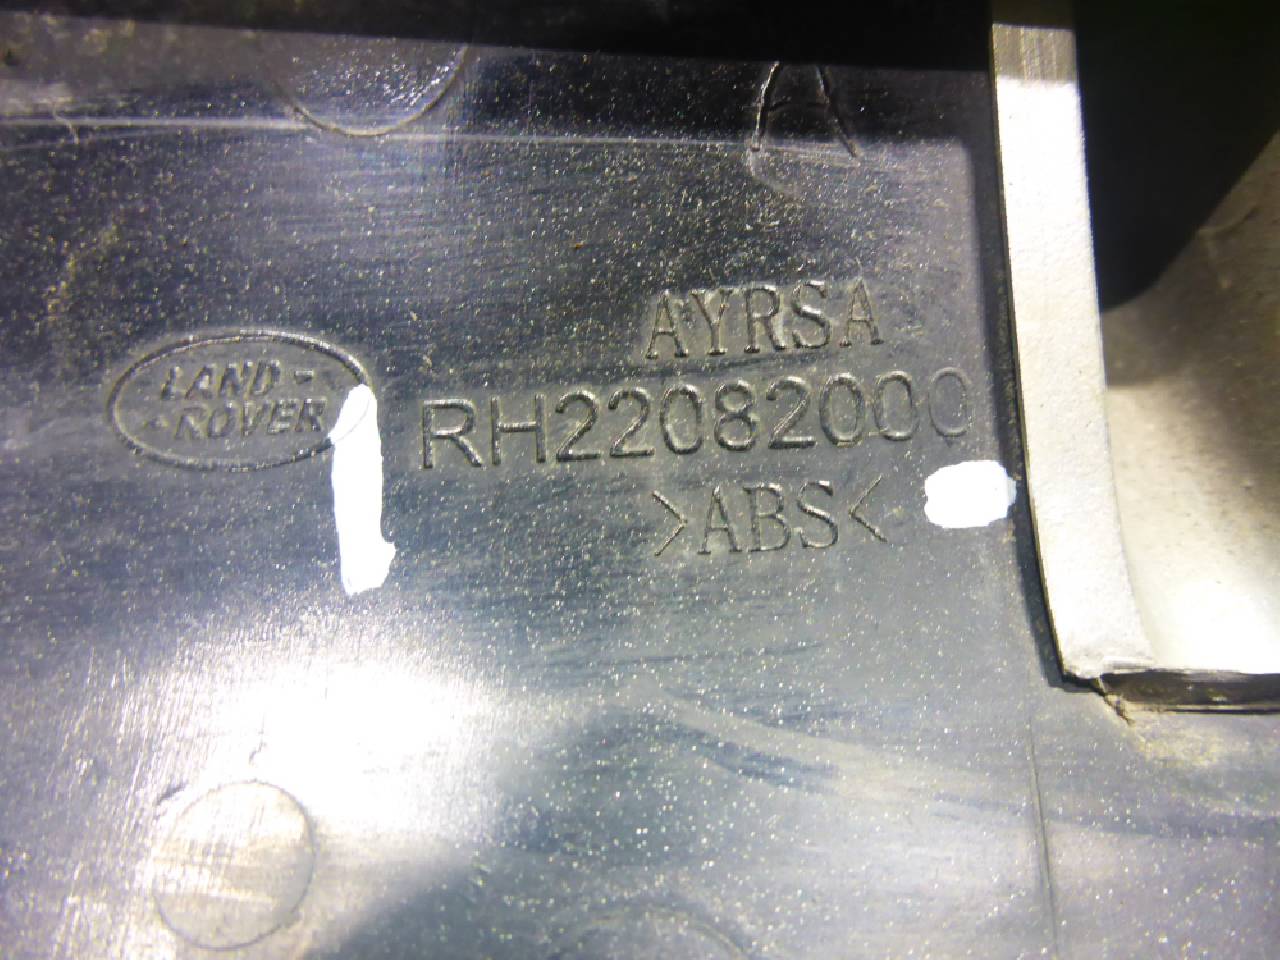 AYRSA
LAND-
-ROVER
RH22082000
>ABS<